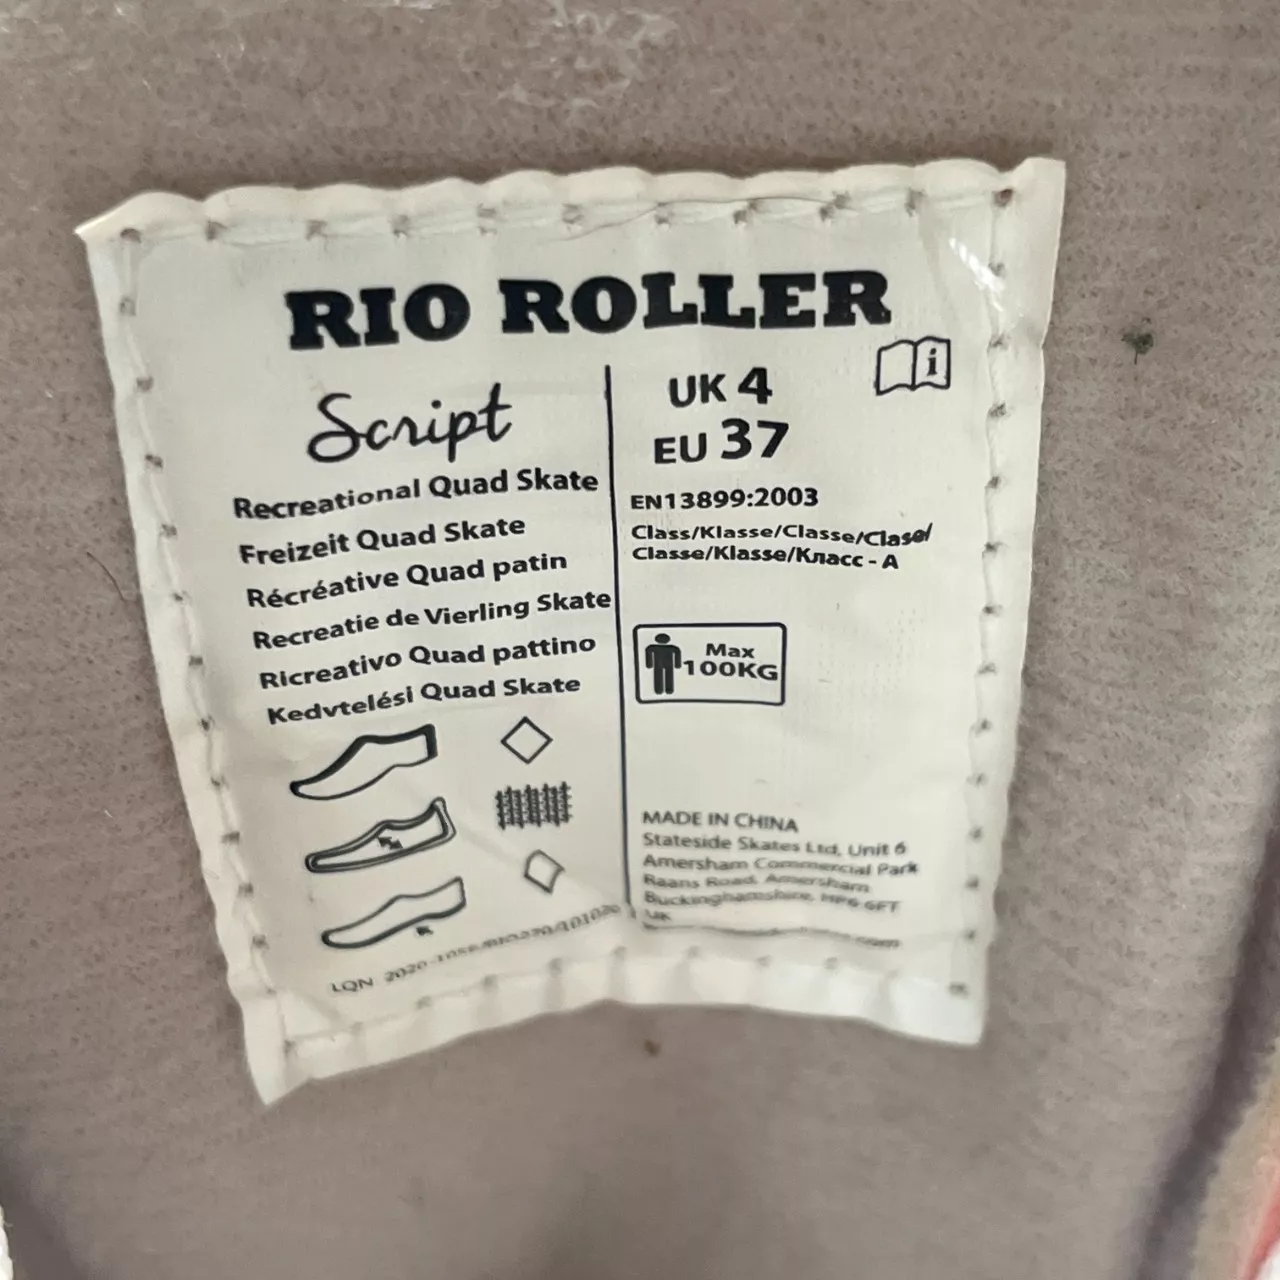 RIO ROLLER
Script
Recreational Quad Skate
Freizeit Quad Skate
Récréative Quad patin
Recreatie de Vierling Skate
Ricreativo Quad pattino
Kedvtelési Quad Skate
LQN
i
UK 4
EU 37
EN13899:2003
Class/Klasse/Classe/Clase/
Classe/Klasse/Класс - A
Max
100KG
MADE IN CHINA
Stateside Skates Ltd, Unit 6
Amersham Commercial Park
Raans Road, Amersham
Buckinghamshire, HP6 6FT
UK